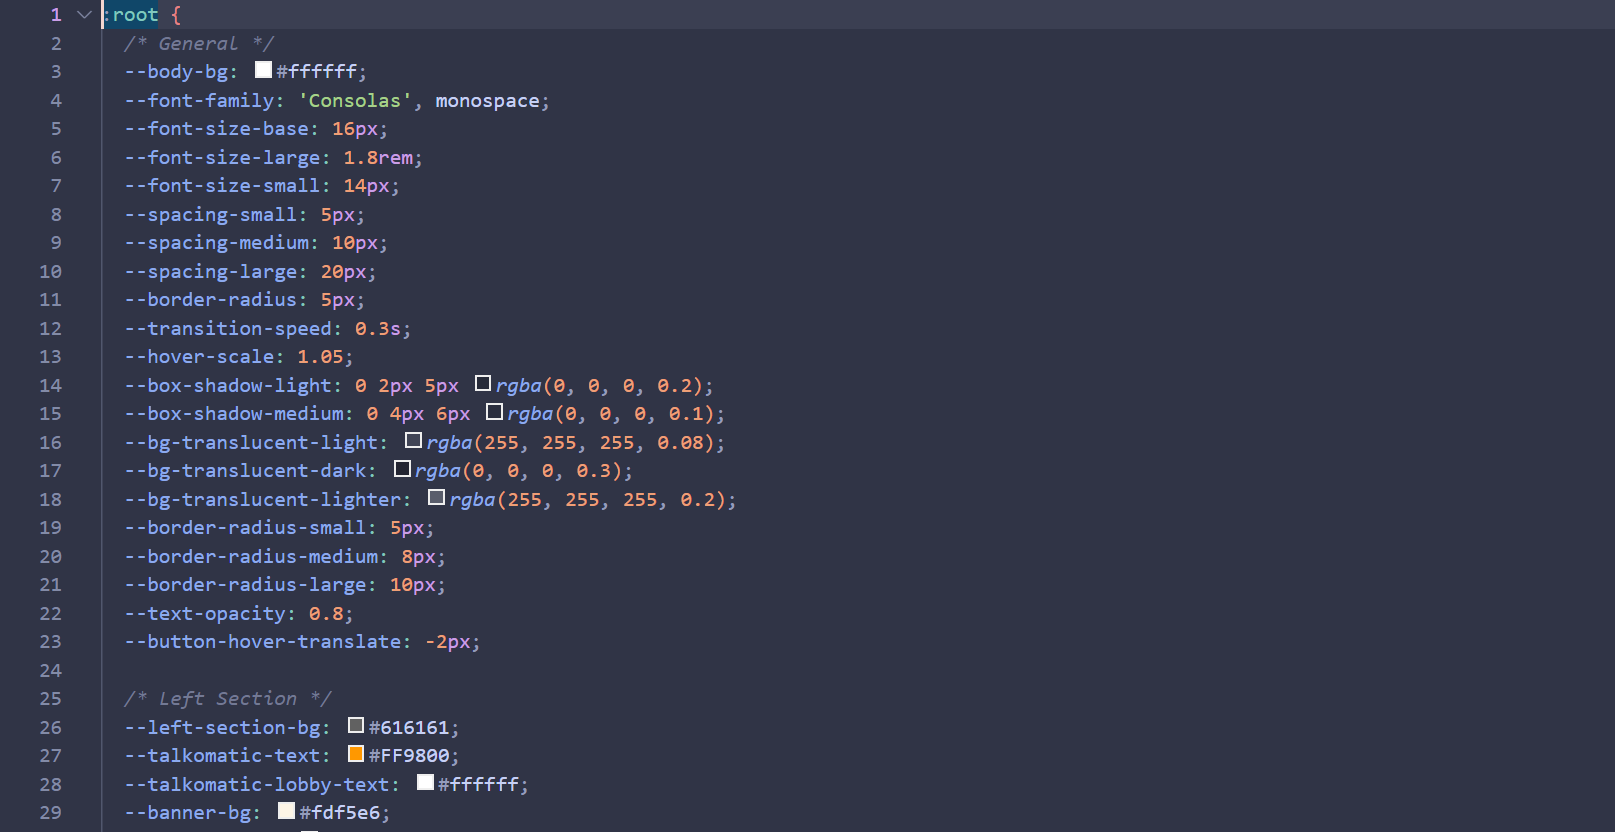 1 :root {
2 /* General */
3 --body-bg: #ffffff;
4 --font-family: 'Consolas', monospace;
5 --font-size-base: 16px;
6 --font-size-large: 1.8rem;
7 --font-size-small: 14px;
8 --spacing-small: 5px;
9 --spacing-medium: 10px;
10 --spacing-large: 20px;
11 --border-radius: 5px;
12 --transition-speed: 0.3s;
13 --hover-scale: 1.05;
14 --box-shadow-light: 0 2px 5px rgba(0, 0, 0, 0.2);
15 --box-shadow-medium: 0 4px 6px rgba(0, 0, 0, 0.1);
16 --bg-translucent-light: rgba(255, 255, 255, 0.08);
17 --bg-translucent-dark: rgba(0, 0, 0, 0.3);
18 --bg-translucent-lighter: rgba(255, 255, 255, 0.2);
19 --border-radius-small: 5px;
20 --border-radius-medium: 8px;
21 --border-radius-large: 10px;
22 --text-opacity: 0.8;
23 --button-hover-translate: -2px;
24
25 /* Left Section */
26 --left-section-bg: #616161;
27 --talkomatic-text: #FF9800;
28 --talkomatic-lobby-text: #ffffff;
29 --banner-bg: #fdf5e6;